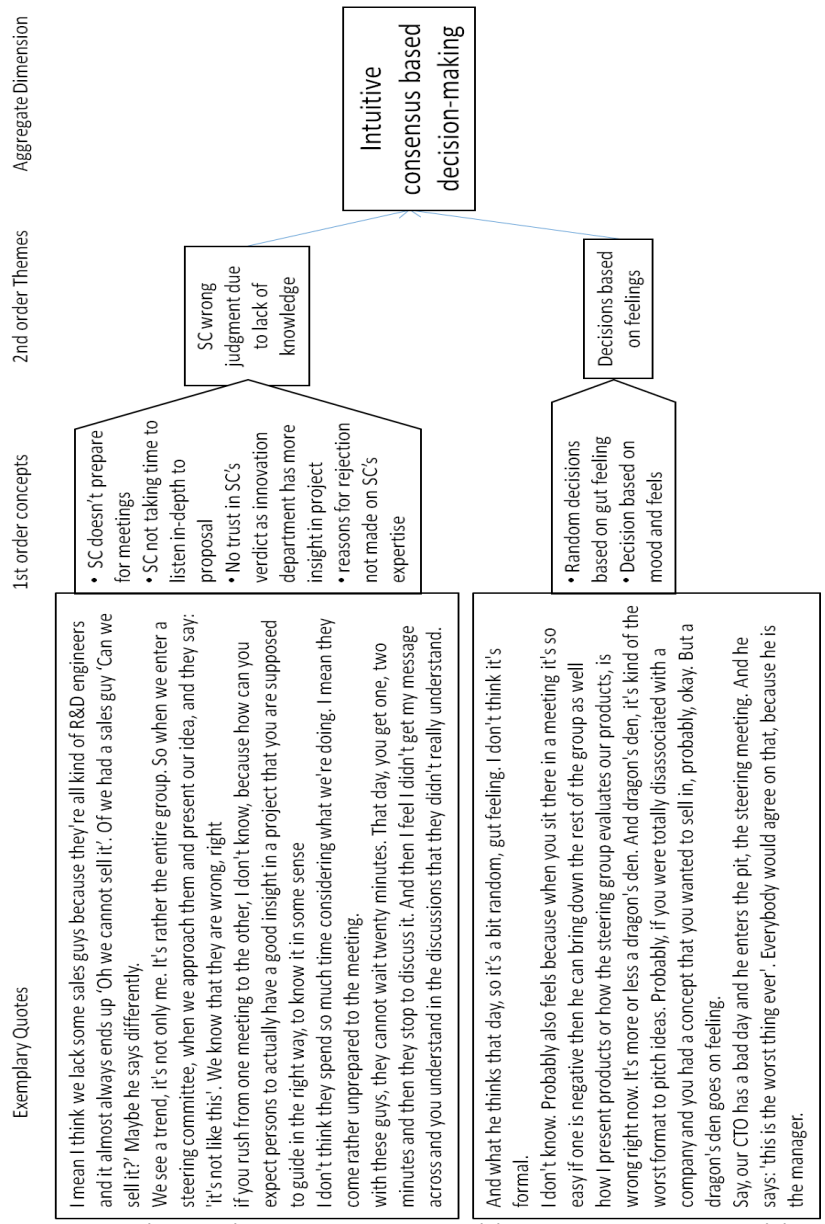 Exemplary Quotes
1st order concepts
2nd order Themes
Aggregate Dimension
I mean I think we lack some sales guys because they're all kind of R&D engineers
and it almost always ends up 'Oh we cannot sell it'. Of we had a sales guy 'Can we
sell it?' Maybe he says differently.
We see a trend, it's not only me. It's rather the entire group. So when we enter a
steering committee, when we approach them and present our idea, and they say:
'it's not like this'. We know that they are wrong, right
if you rush from one meeting to the other, I don't know, because how can you
expect persons to actually have a good insight in a project that you are supposed
to guide in the right way, to know it in some sense
I don't think they spend so much time considering what we're doing. I mean they
come rather unprepared to the meeting.
with these guys, they cannot wait twenty minutes. That day, you get one, two
minutes and then they stop to discuss it. And then I feel I didn't get my message
across and you understand in the discussions that they didn't really understand.
• SC doesn't prepare
for meetings
• SC not taking time to
listen in-depth to
proposal
• No trust in SC's
verdict as innovation
department has more
insight in project
• reasons for rejection
not made on SC's
expertise
SC wrong
judgment due
to lack of
knowledge
Intuitive
consensus based
decision-making
And what he thinks that day, so it's a bit random, gut feeling. I don't think it's
formal.
I don't know. Probably also feels because when you sit there in a meeting it's so
easy if one is negative then he can bring down the rest of the group as well
how I present products or how the steering group evaluates our products, is
wrong right now. It's more or less a dragon's den. And dragon's den, it's kind of the
worst format to pitch ideas. Probably, if you were totally disassociated with a
company and you had a concept that you wanted to sell in, probably, okay. But a
dragon's den goes on feeling.
Say, our CTO has a bad day and he enters the pit, the steering meeting. And he
says: 'this is the worst thing ever'. Everybody would agree on that, because he is
the manager.
• Random decisions
based on gut feeling
• Decision based on
mood and feels
Decisions based
on feelings